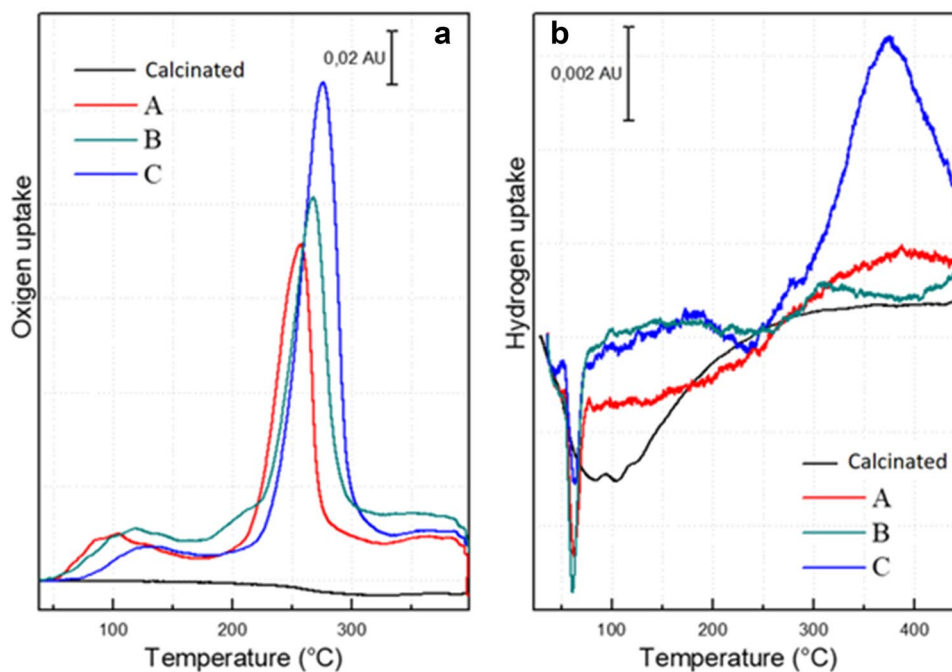 a
0,02 AU
Calcinated
A
B
C
Oxigen uptake
100
200
300
Temperature (°C)
b
0,002 AU
Calcinated
A
B
C
Hydrogen uptake
100
200
300
400
Temperature (°C)